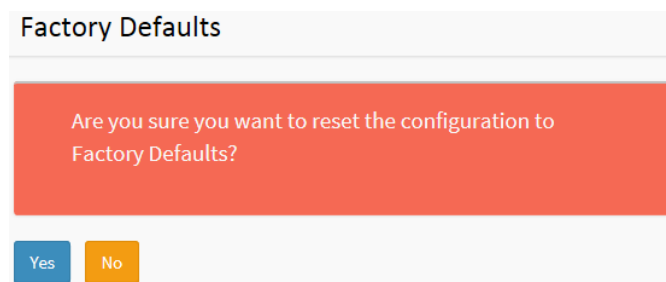 Factory Defaults
Are you sure you want to reset the configuration to
Factory Defaults?
Yes No